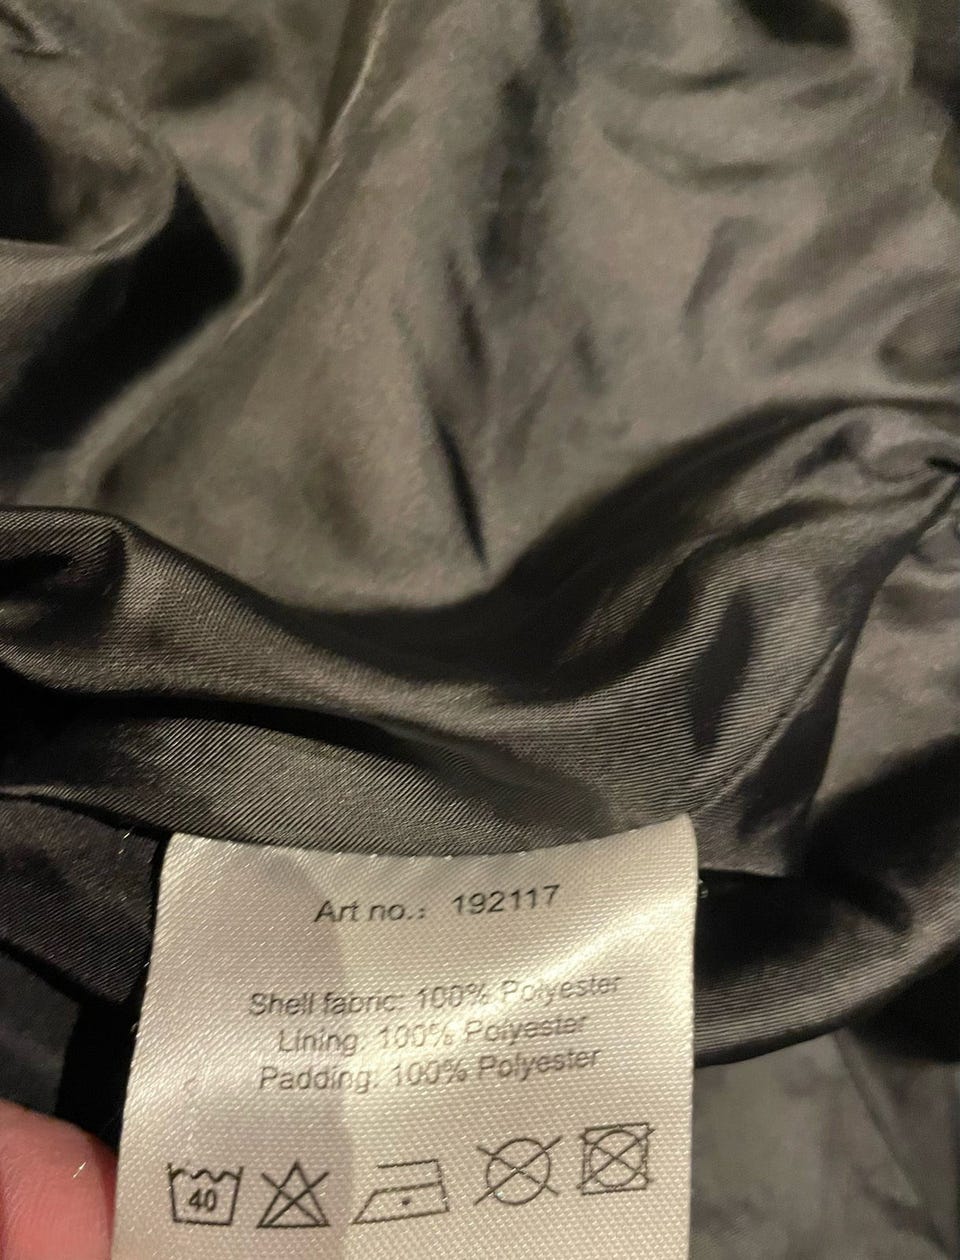 Art no.: 192117
Shell fabric: 100% Polyester
Lining: 100% Polyester
Padding: 100% Polyester
40